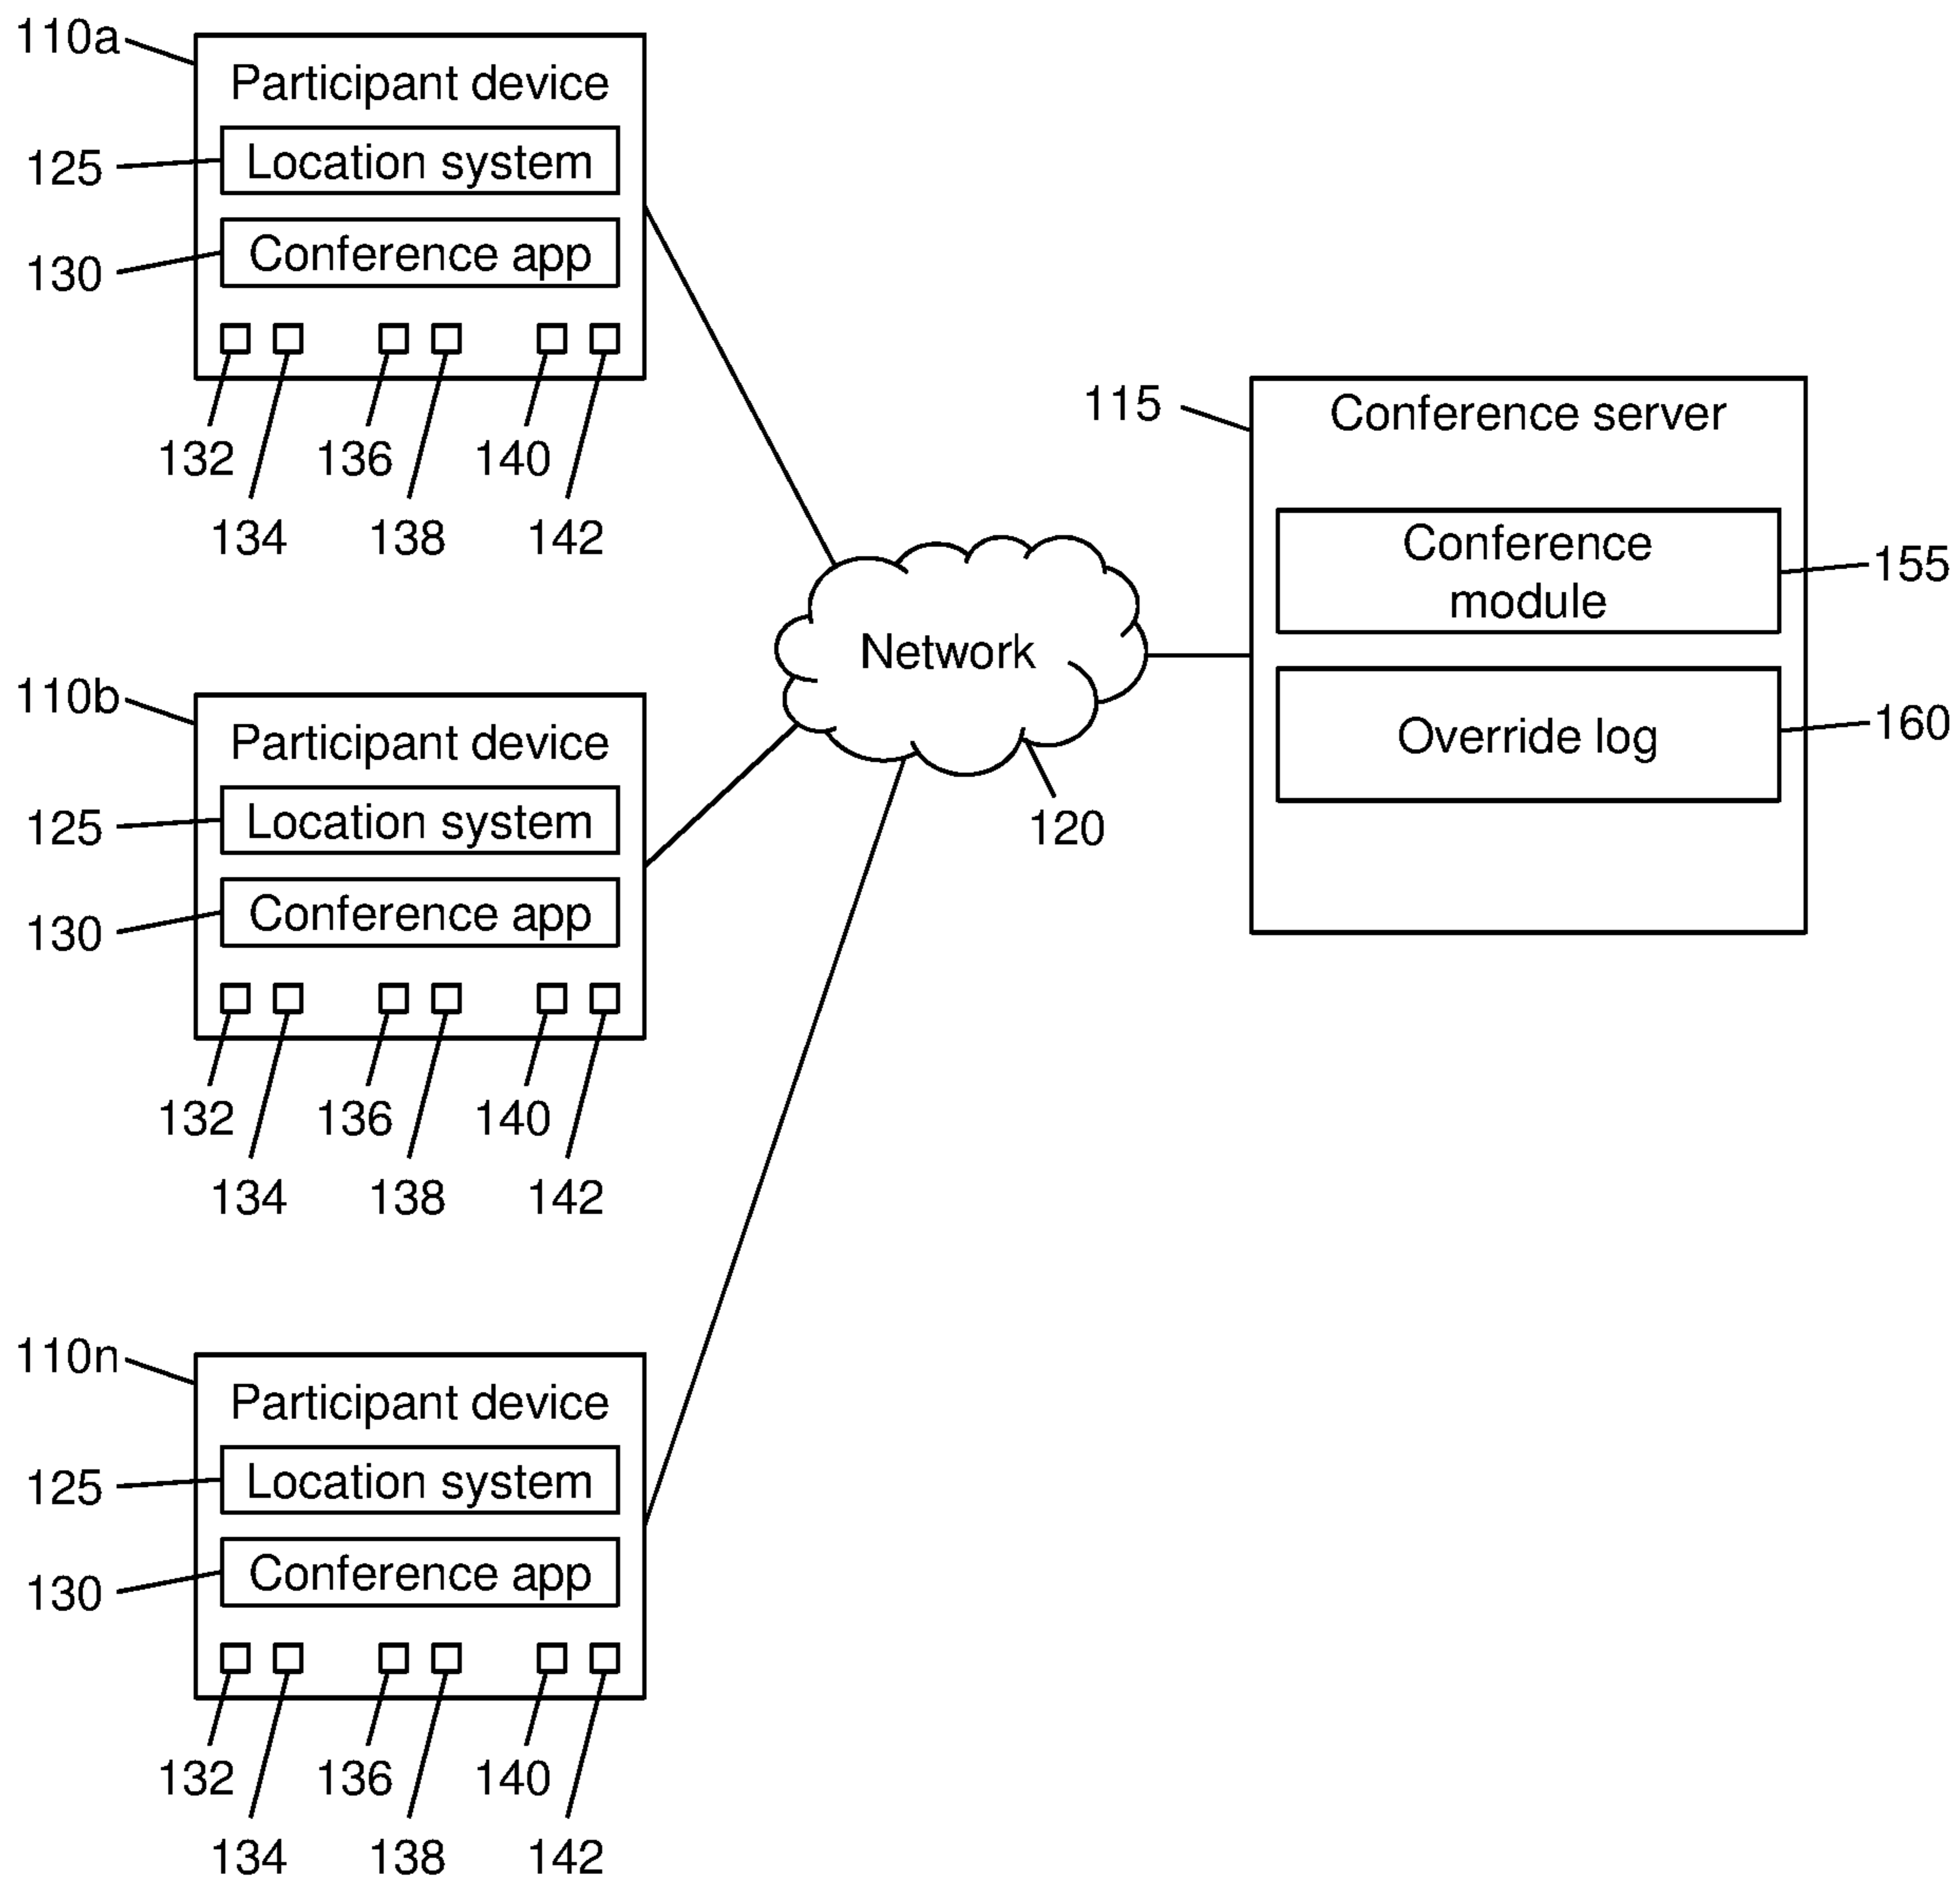 110a
Participant device
125
Location system
130
Conference app
132
136
140
134
138
142
110b
Participant device
125
Location system
130
Conference app
132
136
140
134
138
142
110n
Participant device
125
Location system
130
Conference app
132
136
140
134
138
142
Network
120
115
Conference server
Conference
module
155
Override log
160